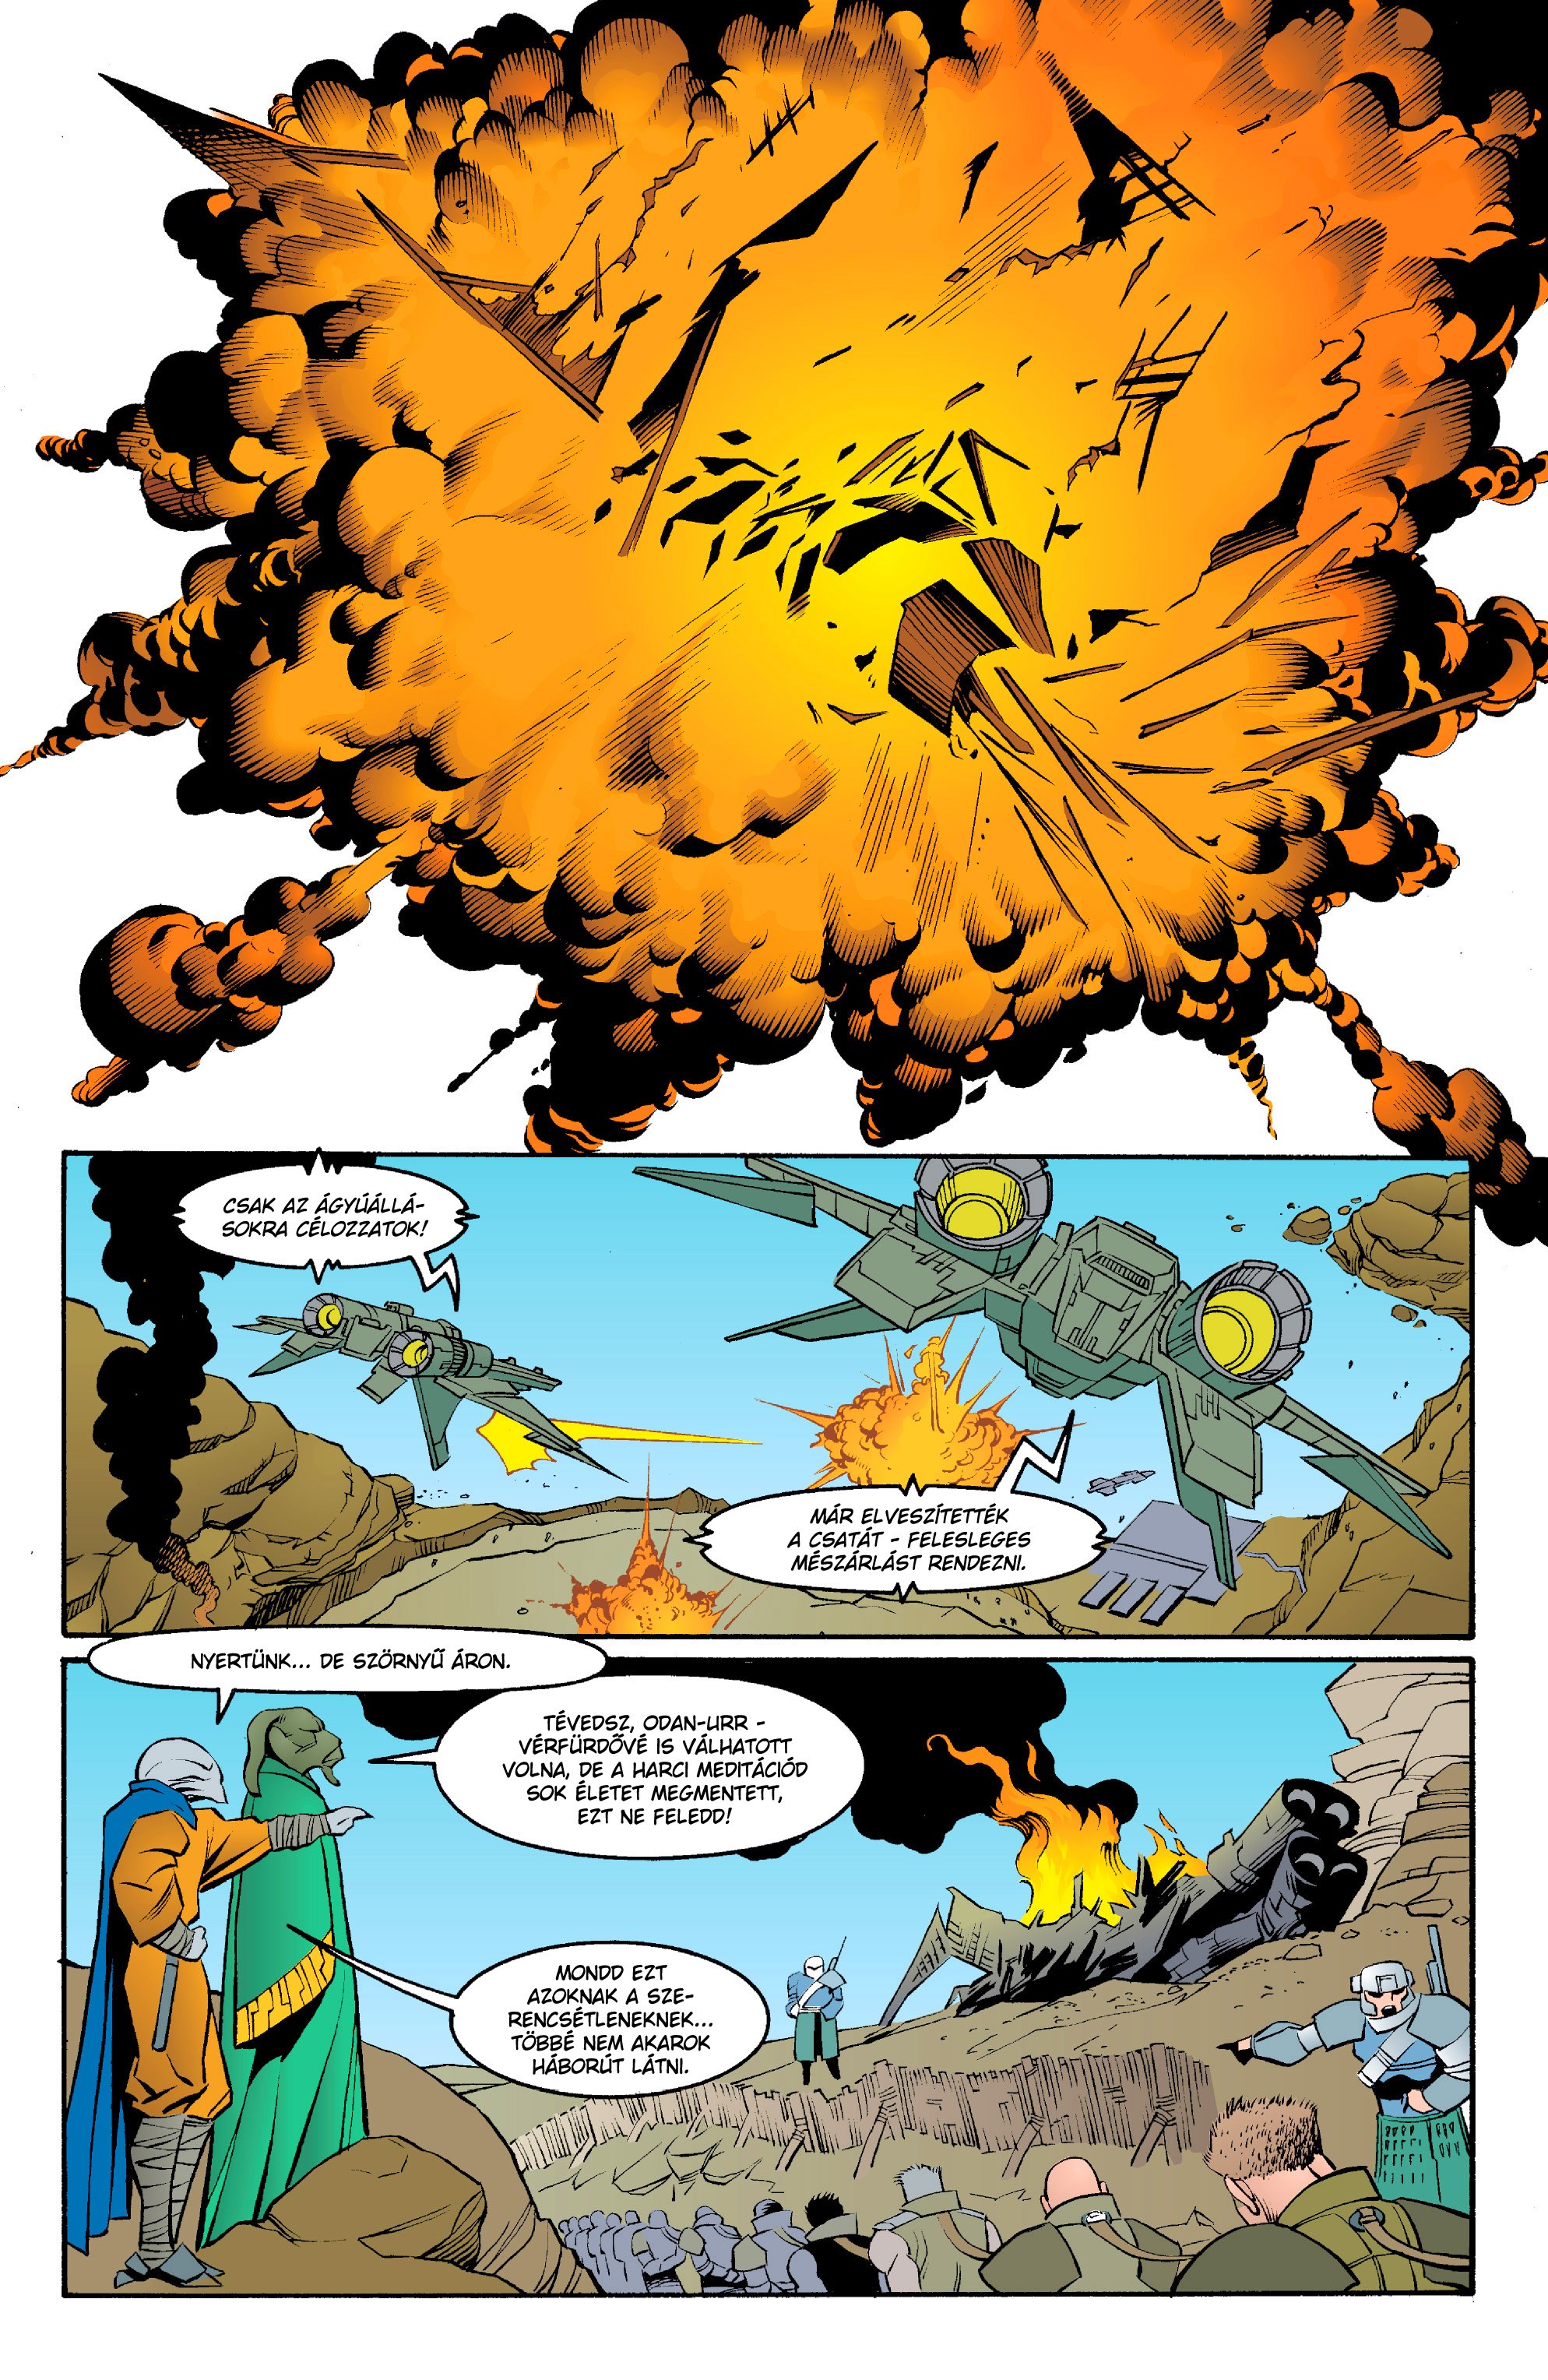 CSAK AZ ÁGYÚÁLLÁ-
SOKRA CÉLOZZATOK!
MÁR ELVESZÍTETTÉK
A CSATÁT - FELESLEGES
MÉSZÁRLÁST RENDEZNI.
NYERTÜNK... DE SZÖRNYŰ ÁRON.
TÉVEDSZ, ODAN-URR -
VÉRFÜRDŐVÉ IS VÁLHATOTT
VOLNA, DE A HARCI MEDITÁCIÓD
SOK ÉLETET MEGMENTETT,
EZT NE FELEDD!
MONDD EZT
AZOKNAK A SZE-
RENCSÉTLENEKNEK...
TÖBBÉ NEM AKAROK
HÁBORÚT LÁTNI.